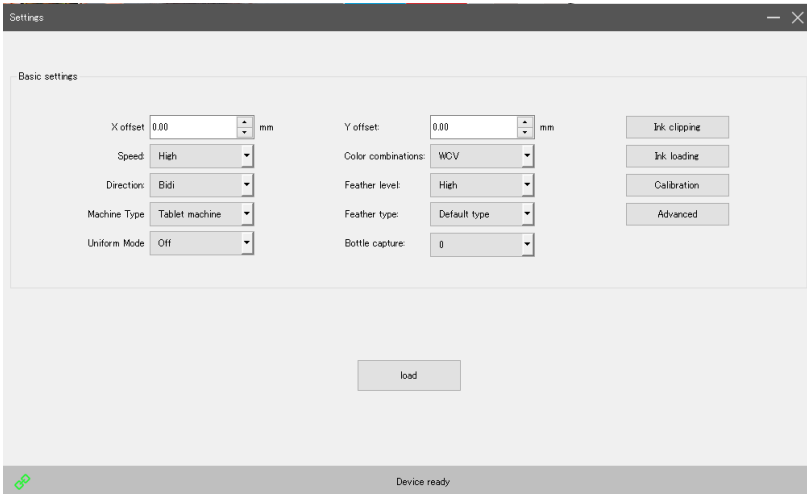 Settings
Basic settings
X offset 0.00 mm Y offset: 0.00 mm Ink clipping
Speed: High Color combinations: WCV Ink loading
Direction: Bidi Feather level: High Calibration
Machine Type Tablet machine Feather type: Default type Advanced
Uniform Mode Off Bottle capture: 0
load
Device ready